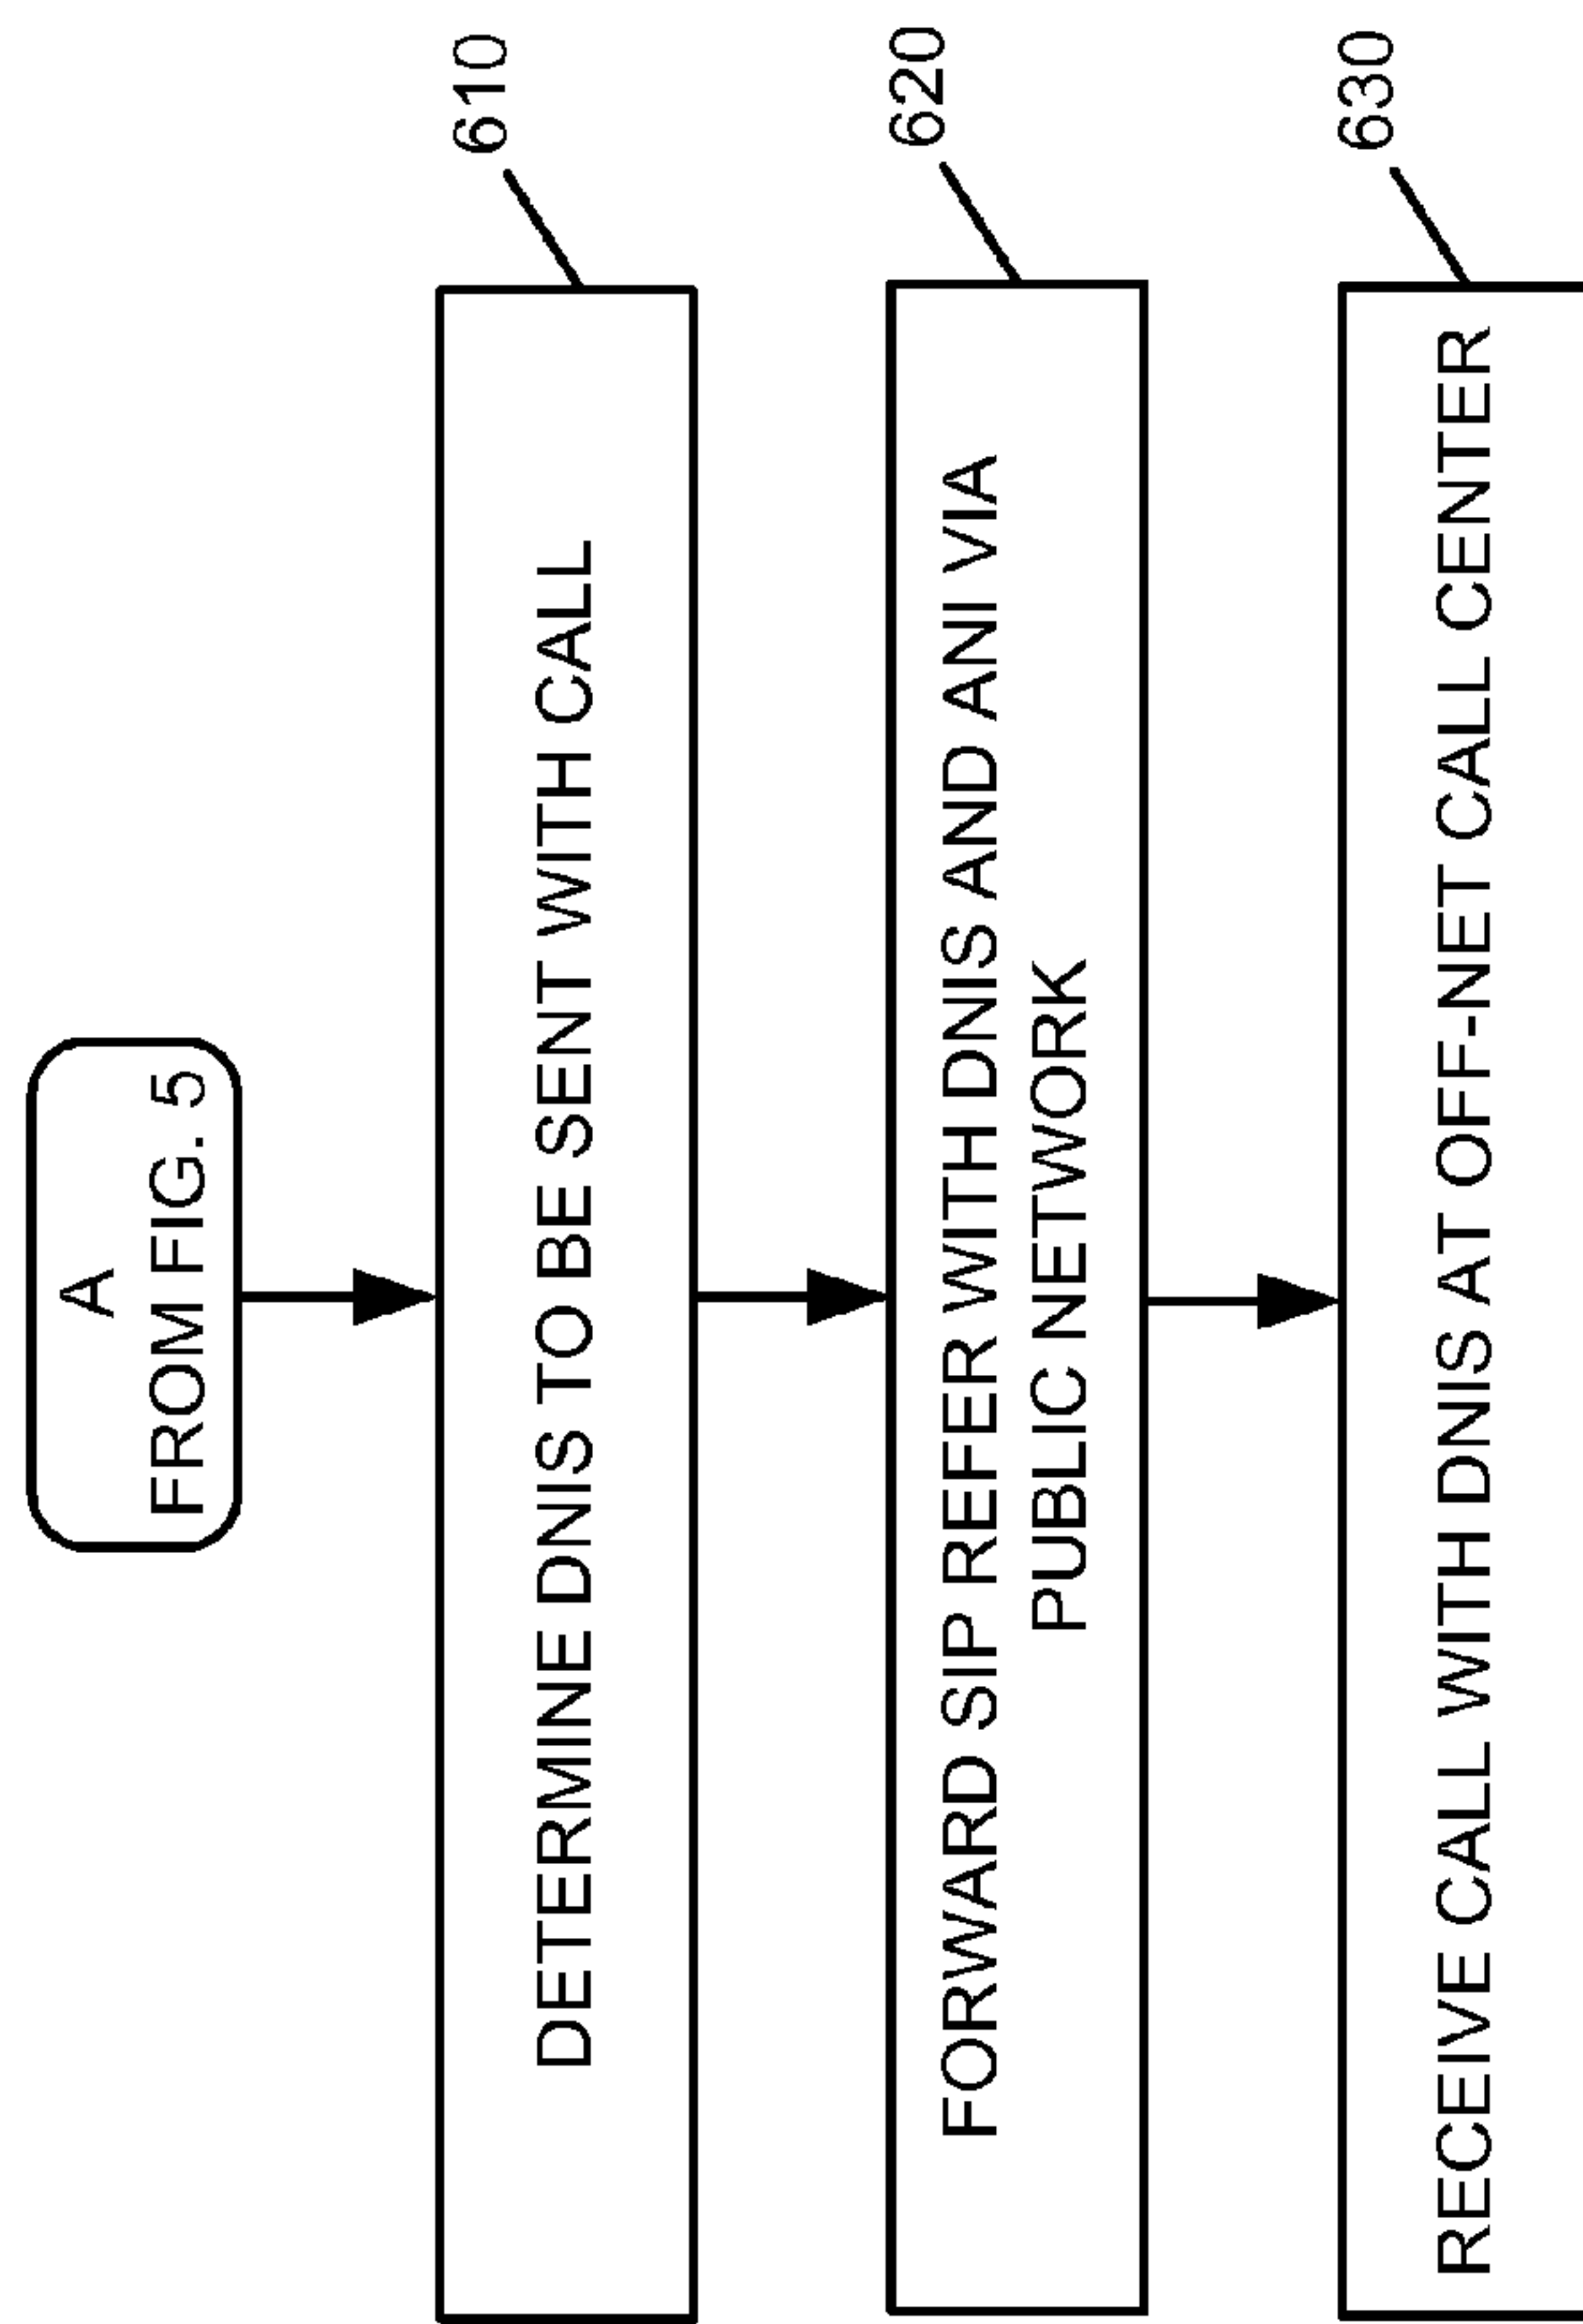 A
FROM FIG. 5
610
DETERMINE DNIS TO BE SENT WITH CALL
620
FORWARD SIP REFER WITH DNIS AND ANI VIA
PUBLIC NETWORK
630
RECEIVE CALL WITH DNIS AT OFF-NET CALL CENTER